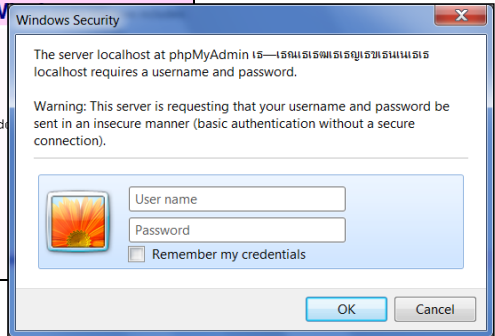 Windows Security
The server localhost at phpMyAdmin
localhost requires a username and password.
Warning: This server is requesting that your username and password be
sent in an insecure manner (basic authentication without a secure
connection).
User name
Password
Remember my credentials
OK Cancel